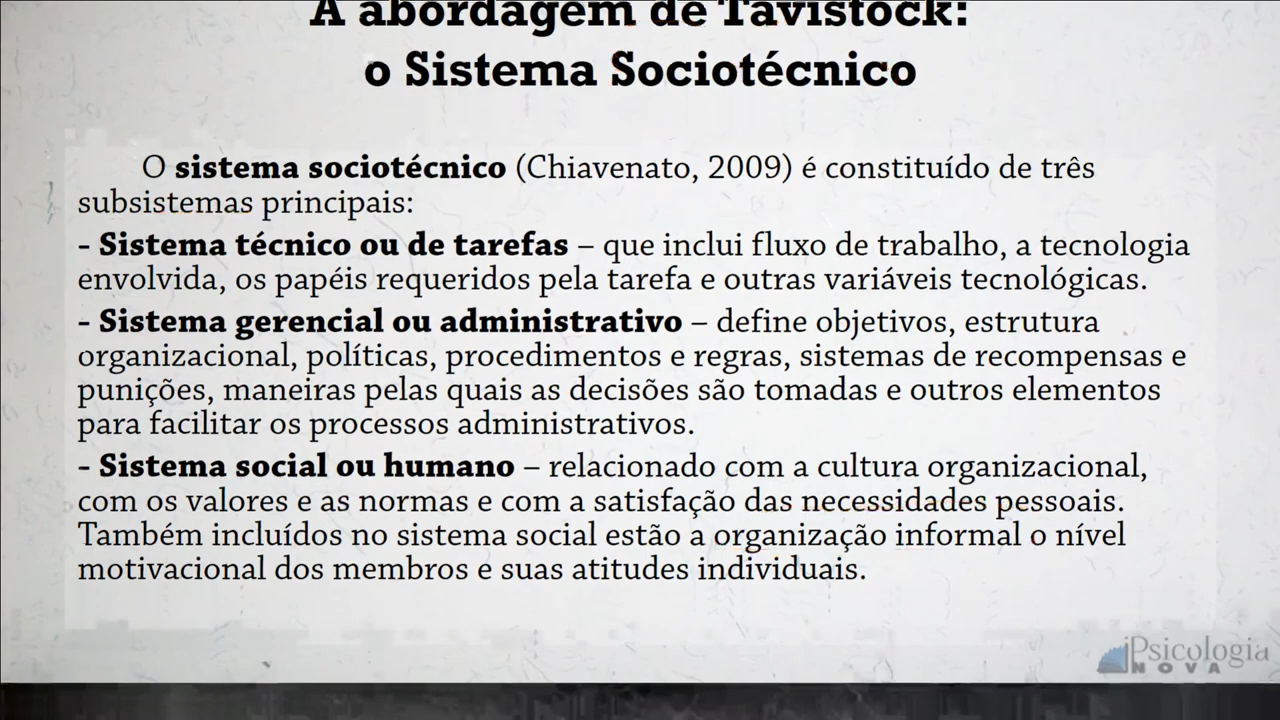 A abordagem de Tavistock:
o Sistema Sociotécnico
O sistema sociotécnico (Chiavenato, 2009) é constituído de três
subsistemas principais:
- Sistema técnico ou de tarefas – que inclui fluxo de trabalho, a tecnologia
envolvida, os papéis requeridos pela tarefa e outras variáveis tecnológicas.
- Sistema gerencial ou administrativo – define objetivos, estrutura
organizacional, políticas, procedimentos e regras, sistemas de recompensas e
punições, maneiras pelas quais as decisões são tomadas e outros elementos
para facilitar os processos administrativos.
- Sistema social ou humano – relacionado com a cultura organizacional,
com os valores e as normas e com a satisfação das necessidades pessoais.
Também incluídos no sistema social estão a organização informal o nível
motivacional dos membros e suas atitudes individuais.
Psicologia
NOVA